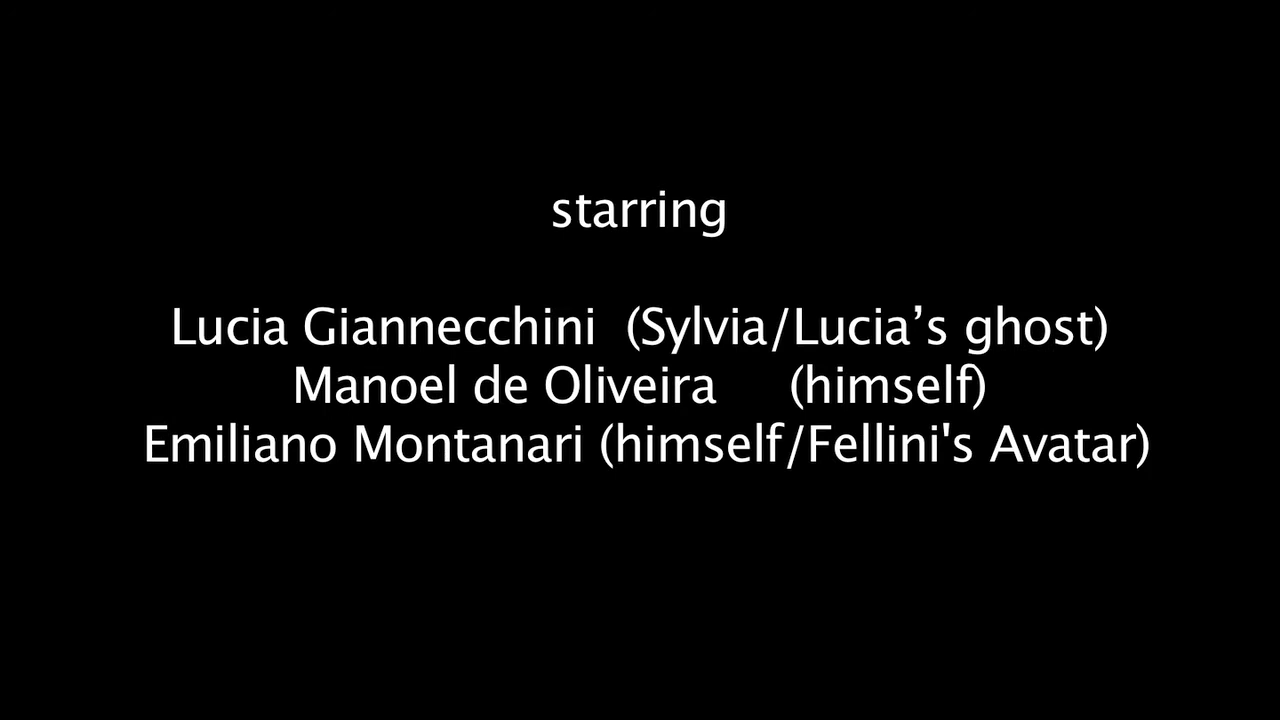 starring
Lucia Giannecchini (Sylvia/Lucia’s ghost)
Manoel de Oliveira (himself)
Emiliano Montanari (himself/Fellini's Avatar)